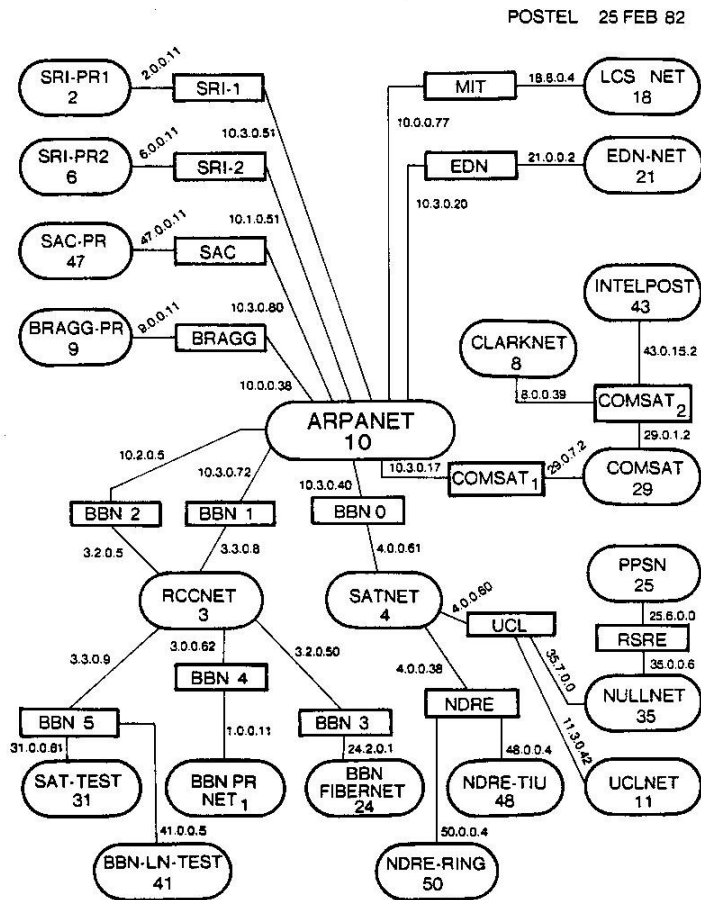 POSTEL 25 FEB 82
SRI-PR1
2
2.0.0.11
SRI-1
10.3.0.51
MIT
10.0.0.77
18.8.0.4
LCS NET
18
SRI-PR2
6
6.0.0.11
SRI-2
10.1.0.51
EDN
10.3.0.20
21.0.0.2
EDN-NET
21
SAC-PR
47
47.0.0.11
SAC
10.3.0.80
INTELPOST
43
43.0.15.2
BRAGG-PR
9
9.0.0.11
BRAGG
10.0.0.38
CLARKNET
8
8.0.0.39
COMSAT 2
29.0.1.2
ARPANET
10
10.3.0.17
COMSAT 1
29.0.7.2
COMSAT
29
10.2.0.5
10.3.0.72
10.3.0.40
BBN 2
BBN 1
BBN 0
3.2.0.5
3.3.0.8
4.0.0.61
RCCNET
3
SATNET
4
4.0.0.60
UCL
PPSN
25
25.6.0.0
RSRE
35.0.0.6
35.7.0.0
NULLNET
35
11.3.0.42
UCLNET
11
3.3.0.9
3.0.0.62
3.2.0.50
4.0.0.38
BBN 4
NDRE
BBN 5
BBN 3
31.0.0.61
1.0.0.11
24.2.0.1
48.0.0.4
SAT-TEST
31
BBN PR
NET 1
BBN
FIBERNET
24
NDRE-TIU
48
41.0.0.5
50.0.0.4
BBN-LN-TEST
41
NDRE-RING
50